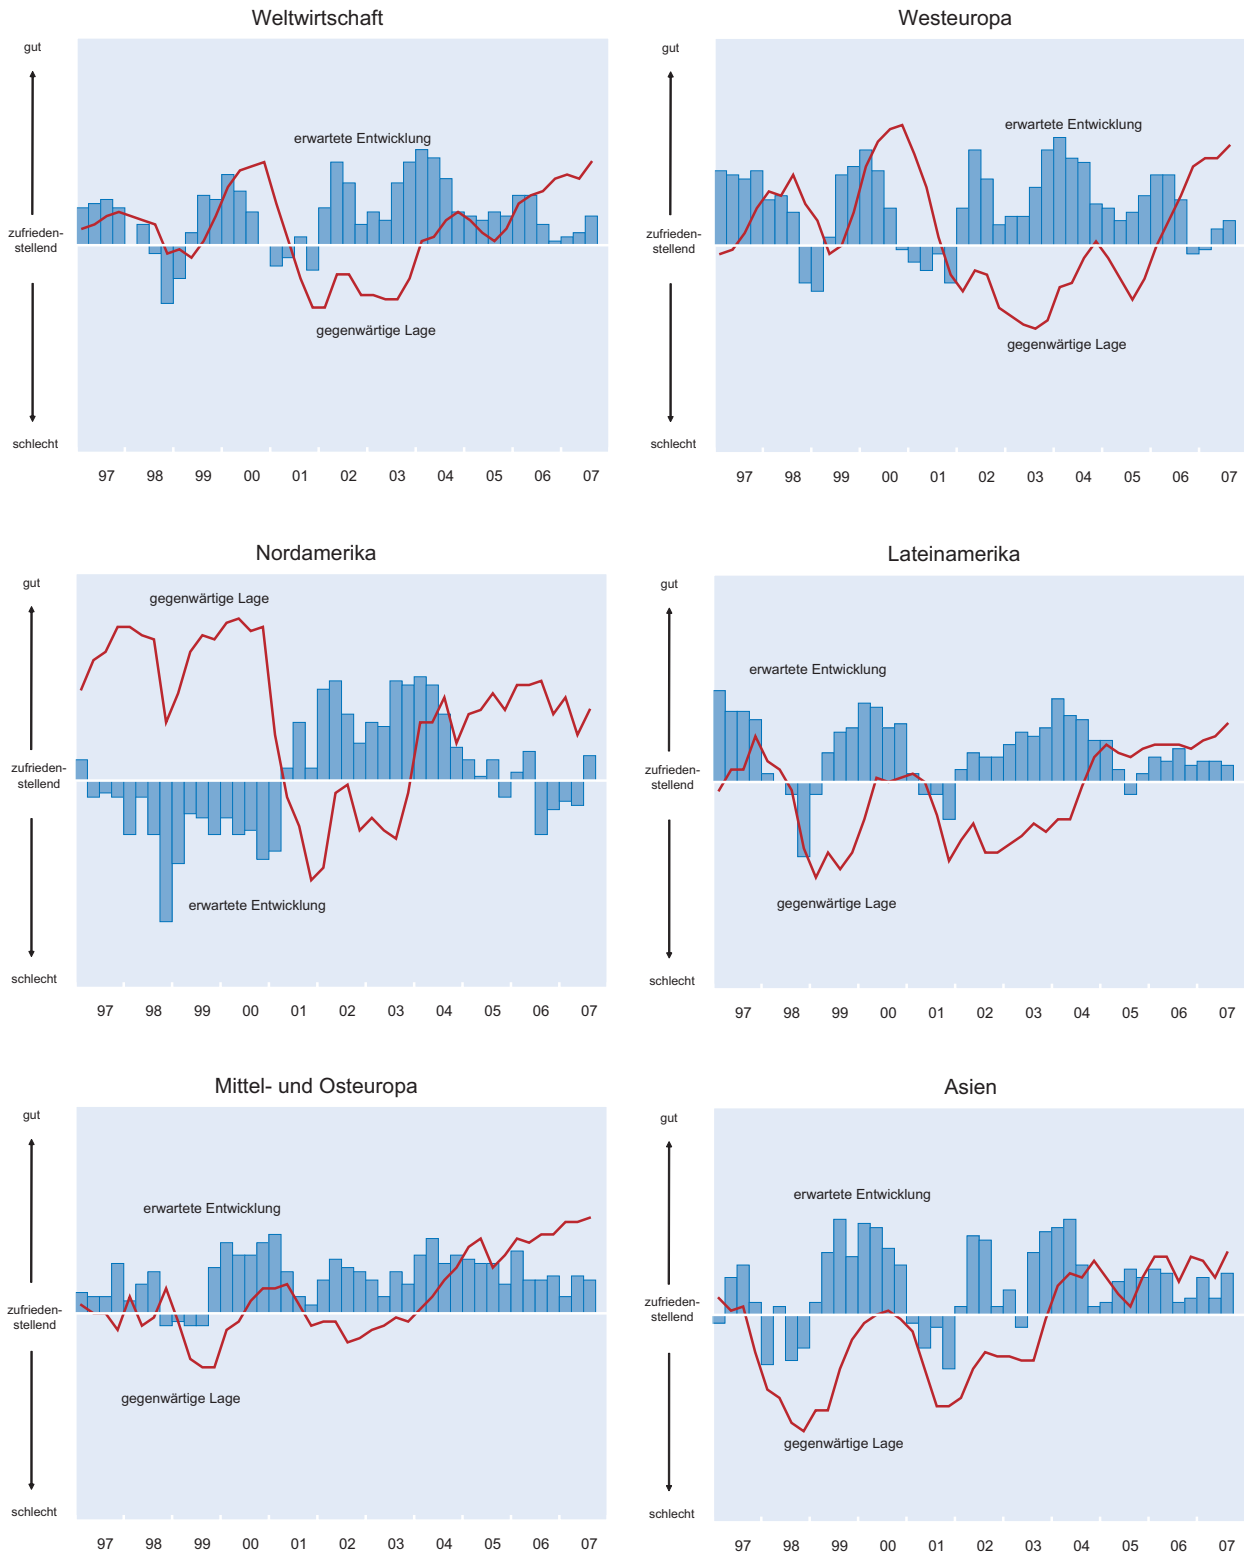 Weltwirtschaft
gut
zufrieden-
stellend
schlecht
erwartete Entwicklung
gegenwärtige Lage
97 98 99 00 01 02 03 04 05 06 07
Westeuropa
gut
zufrieden-
stellend
schlecht
erwartete Entwicklung
gegenwärtige Lage
97 98 99 00 01 02 03 04 05 06 07
Nordamerika
gut
zufrieden-
stellend
schlecht
gegenwärtige Lage
erwartete Entwicklung
97 98 99 00 01 02 03 04 05 06 07
Lateinamerika
gut
zufrieden-
stellend
schlecht
erwartete Entwicklung
gegenwärtige Lage
97 98 99 00 01 02 03 04 05 06 07
Mittel- und Osteuropa
gut
zufrieden-
stellend
schlecht
erwartete Entwicklung
gegenwärtige Lage
97 98 99 00 01 02 03 04 05 06 07
Asien
gut
zufrieden-
stellend
schlecht
erwartete Entwicklung
gegenwärtige Lage
97 98 99 00 01 02 03 04 05 06 07